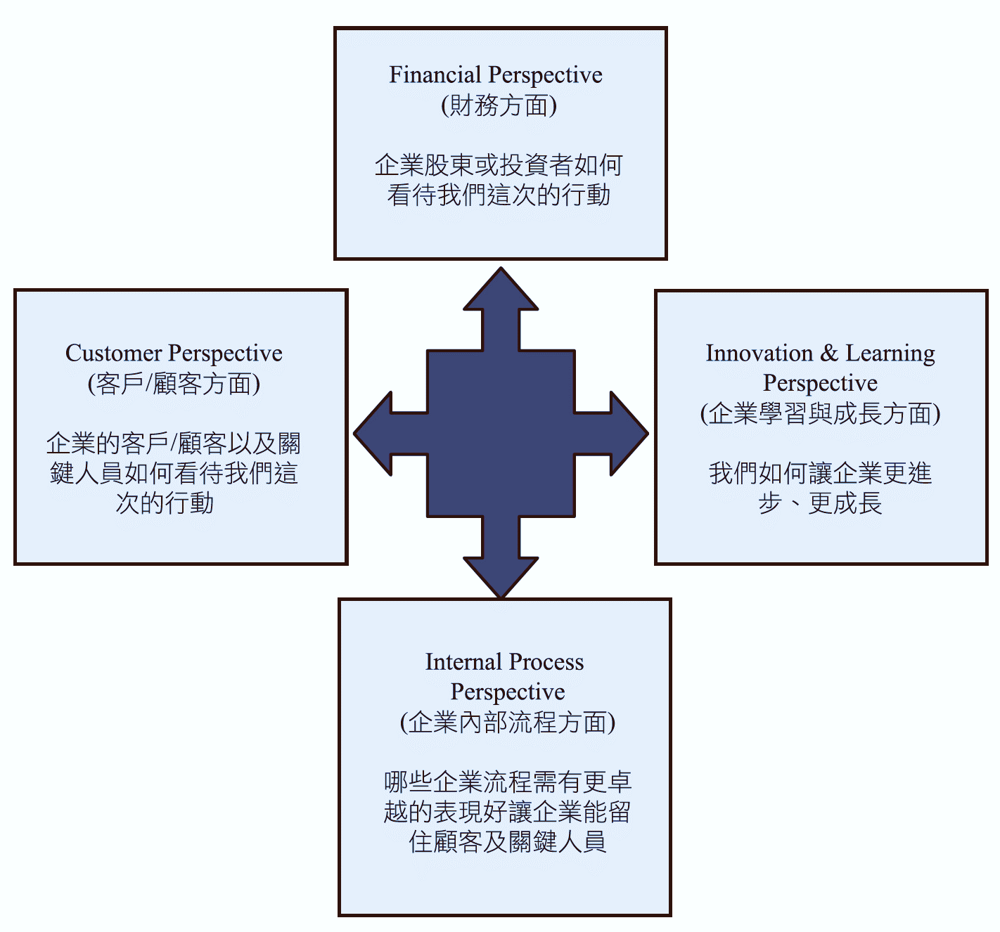 Financial Perspective
(財務方面)
企業股東或投資者如何
看待我們這次的行動
Customer Perspective
(客戶/顧客方面)
企業的客戶/顧客以及關
鍵人員如何看待我們這
次的行動
Innovation & Learning
Perspective
(企業學習與成長方面)
我們如何讓企業更進
步、更成長
Internal Process
Perspective
(企業內部流程方面)
哪些企業流程需有更卓
越的表現好讓企業能留
住顧客及關鍵人員